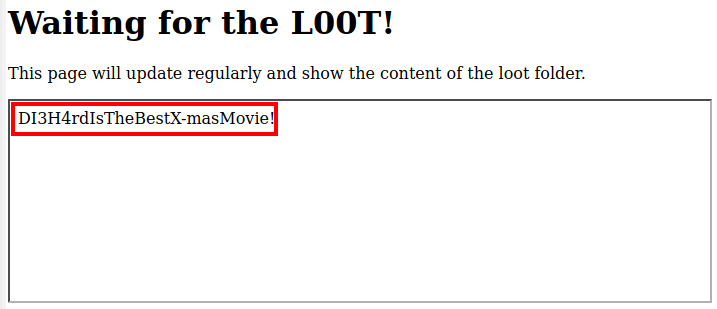 Waiting for the L00T!
This page will update regularly and show the content of the loot folder.
DI3H4rdIsTheBestX-masMovie!